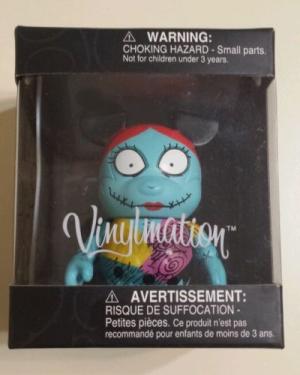 ⚠ WARNING:
CHOKING HAZARD - Small parts.
Not for children under 3 years.
Vinylmation™
⚠ AVERTISSEMENT:
RISQUE DE SUFFOCATION -
Petites pièces. Ce produit n'est pas
recommandé pour enfants de moins de 3 ans.